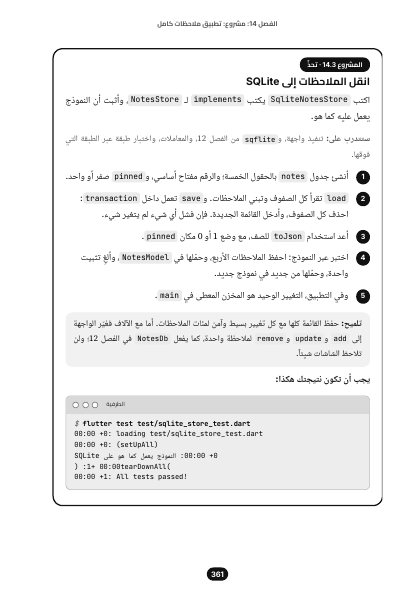 الفصل 14: مشروع: تطبيق ملاحظات كامل
المشروع 14.3 · تحدٍّ
انقل الملاحظات إلى SQLite
اكتب SqliteNotesStore يكتب implements لـ NotesStore، وأثبت أن النموذج
يعمل عليه كما هو.
ستتدرب على: تنفيذ واجهة، و sqflite من الفصل 12، والمعاملات، واختبار طبقة عبر الطبقة التي
فوقها.
1 أنشئ جدول notes بالحقول الخمسة؛ والرقم مفتاح أساسي، و pinned صفر أو واحد.
2 load تقرأ كل الصفوف وتبني الملاحظات. و save تعمل داخل transaction:
احذف كل الصفوف، وأدخل القائمة الجديدة. فإن فشل أي شيء لم يتغير شيء.
3 أعد استخدام toJson للصف، مع وضع 1 أو 0 مكان pinned.
4 اختبر عبر النموذج: احفظ الملاحظات الأربع، وحمّلها في NotesModel، وألغِ تثبيت
واحدة، وحمّلها من جديد في نموذج جديد.
5 وفي التطبيق، التغيير الوحيد هو المخزن المعطى في main.
تلميح: حفظ القائمة كلها مع كل تغيير بسيط وآمن لمئات الملاحظات. أما مع الآلاف فغيّر الواجهة
إلى add و update و remove لملاحظة واحدة، كما يفعل NotesDb في الفصل 12؛ ولن
تلاحظ الشاشات شيئاً.
يجب أن تكون نتيجتك هكذا:
الطرفية
$ flutter test test/sqlite_store_test.dart
00:00 +0: loading test/sqlite_store_test.dart
00:00 +0: (setUpAll)
00:00 +0: النموذج يعمل كما هو على SQLite
) :1+ 00:00tearDownAll(
00:00 +1: All tests passed!
361